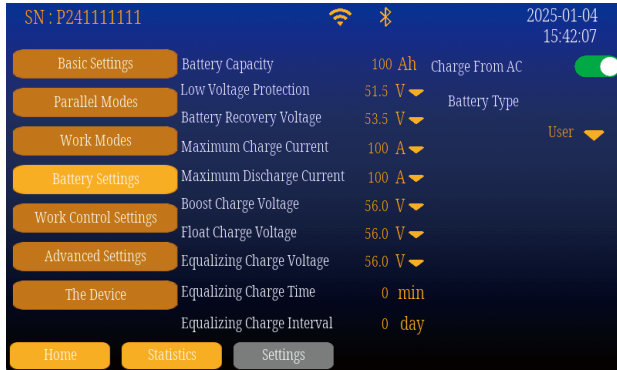 SN : P241111111
2025-01-04
15:42:07
Basic Settings
Parallel Modes
Work Modes
Battery Settings
Work Control Settings
Advanced Settings
The Device
Battery Capacity 100 Ah
Low Voltage Protection 51.5 V
Battery Recovery Voltage 53.5 V
Maximum Charge Current 100 A
Maximum Discharge Current 100 A
Boost Charge Voltage 56.0 V
Float Charge Voltage 56.0 V
Equalizing Charge Voltage 56.0 V
Equalizing Charge Time 0 min
Equalizing Charge Interval 0 day
Charge From AC
Battery Type
User
Home Statistics Settings